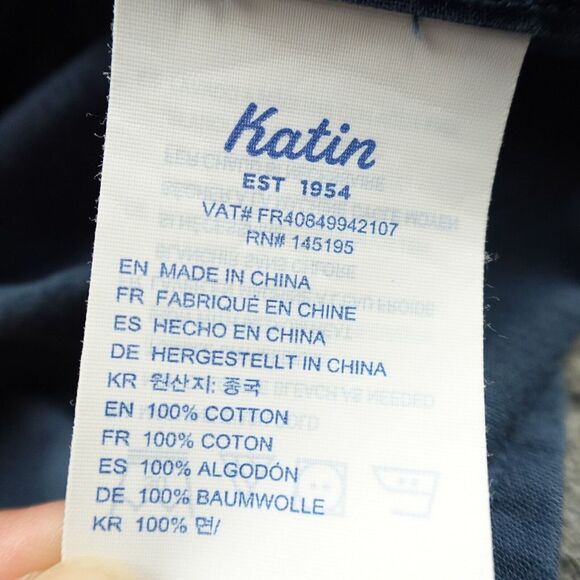 Katin
EST 1954
VAT# FR40849942107
RN# 145195
EN MADE IN CHINA
FR FABRIQUÉ EN CHINE
ES HECHO EN CHINA
DE HERGESTELLT IN CHINA
KR 원산지: 중국
EN 100% COTTON
FR 100% COTON
ES 100% ALGODÓN
DE 100% BAUMWOLLE
KR 100% 면/